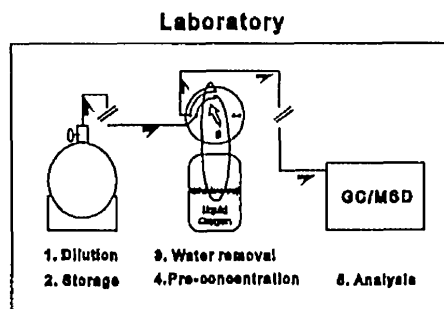 Laboratory
Liquid
Oxygen
GC/MSD
1. Dilution
2. Storage
3. Water removal
4.Pre-concentration
5. Analysis